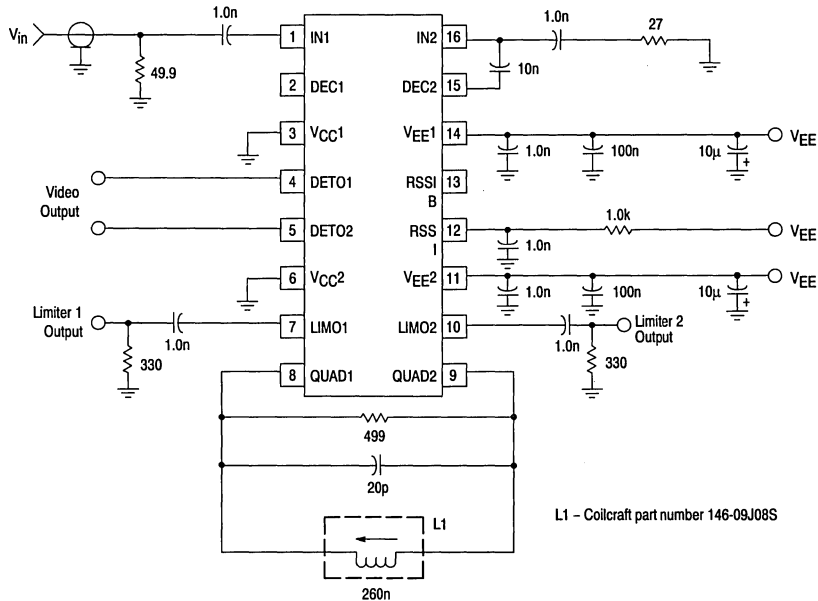 1.0n
1.0n
27
Vin
1 IN1
IN2 16
49.9
10n
2 DEC1
DEC2 15
3 VCC1
VEE1 14
VEE
1.0n
100n
10µ
+
Video
Output
4 DETO1
RSSI 13
B
1.0k
5 DETO2
RSS 12
I
VEE
1.0n
6 VCC2
VEE2 11
VEE
1.0n
100n
10µ
+
Limiter 1
Output
7 LIMO1
LIMO2 10
Limiter 2
Output
1.0n
1.0n
330
330
8 QUAD1
QUAD2 9
499
20p
L1
L1 – Coilcraft part number 146-09J08S
260n